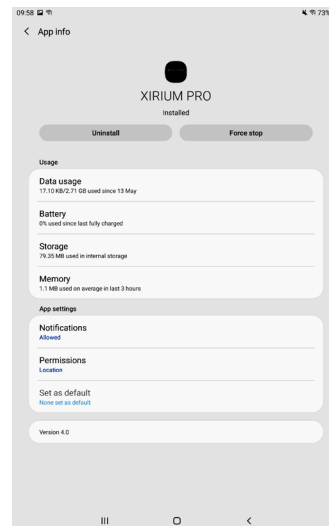 09:58 73%
App info
XIRIUM PRO
Installed
Uninstall Force stop
Usage
Data usage
17.10 KB/2.71 GB used since 13 May
Battery
0% used since last fully charged
Storage
79.35 MB used in internal storage
Memory
1.1 MB used on average in last 3 hours
App settings
Notifications
Allowed
Permissions
Location
Set as default
None set as default
Version 4.0